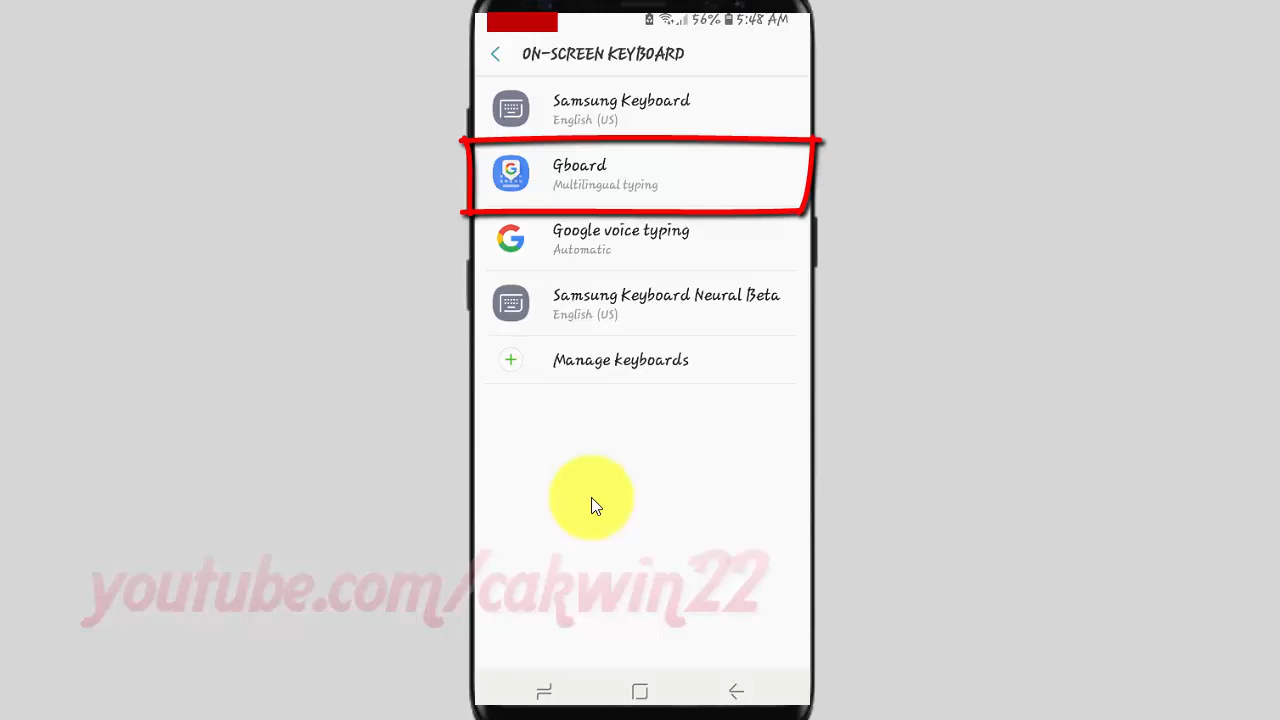 56% 5:48 AM
ON-SCREEN KEYBOARD
Samsung Keyboard
English (US)
Gboard
Multilingual typing
Google voice typing
Automatic
Samsung Keyboard Neural Beta
English (US)
Manage keyboards
youtube.com/cakwin22